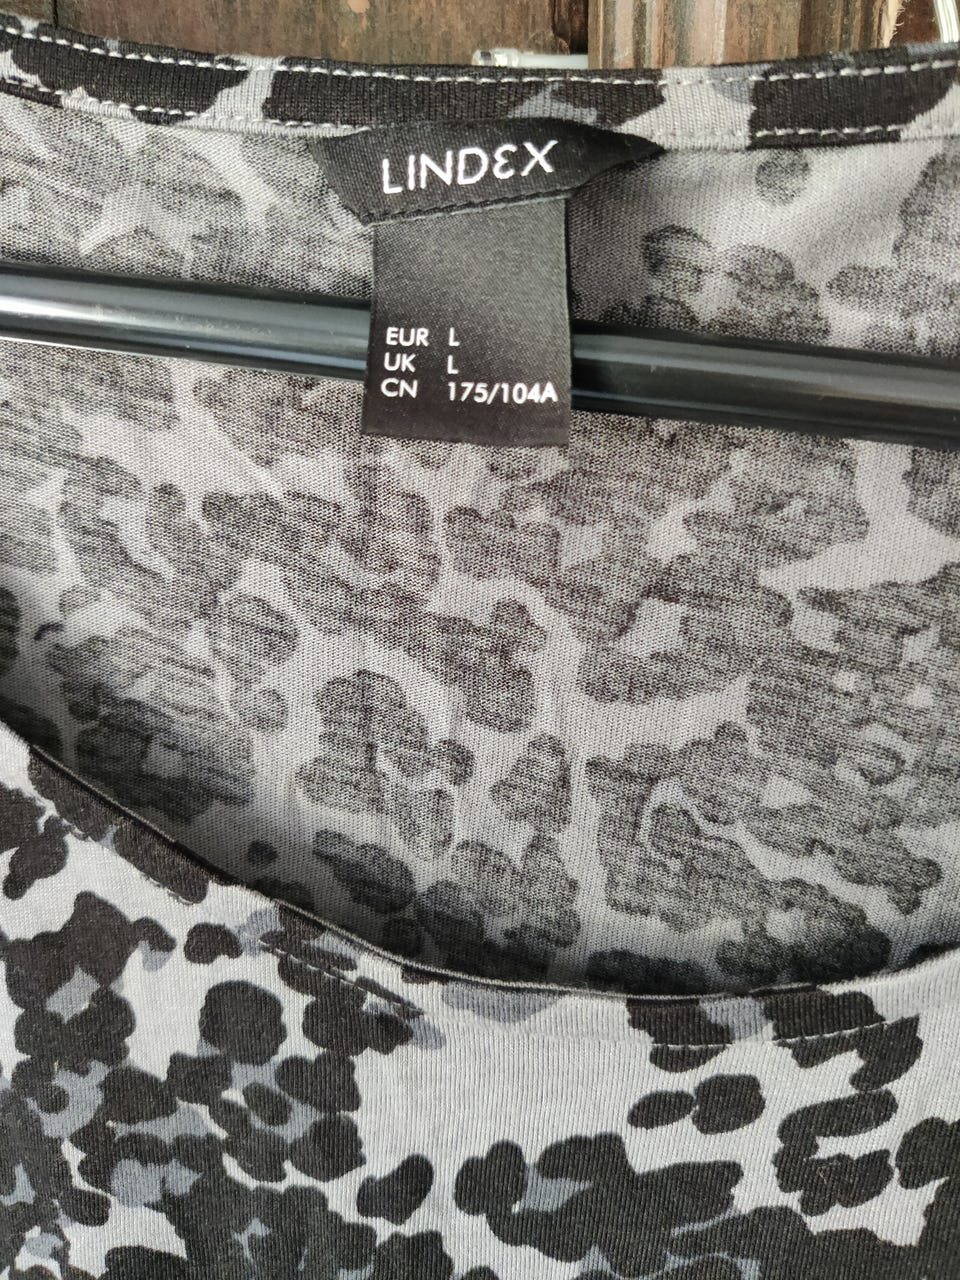 LINDEX
EUR L
UK L
CN 175/104A